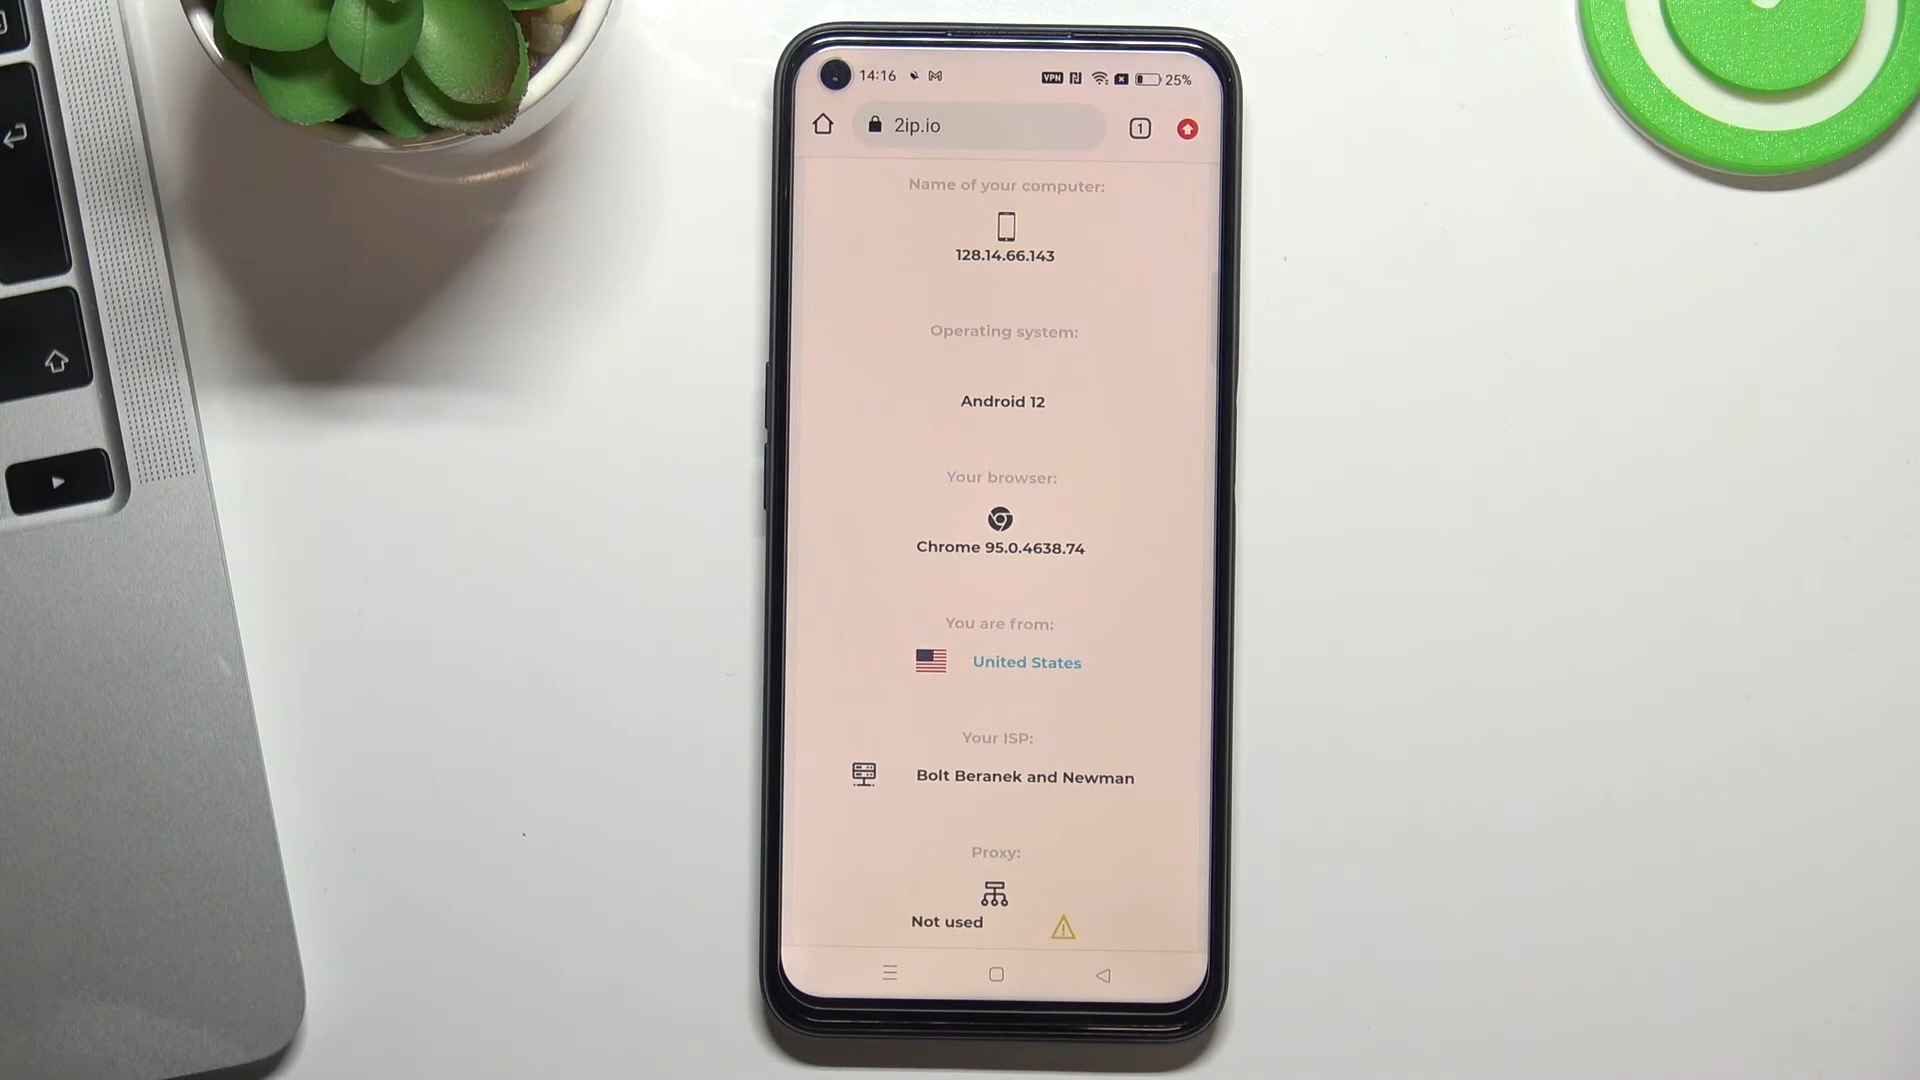 14:16 VPN 25%
2ip.io 1
Name of your computer:
128.14.66.143
Operating system:
Android 12
Your browser:
Chrome 95.0.4638.74
You are from:
United States
Your ISP:
Bolt Beranek and Newman
Proxy:
Not used